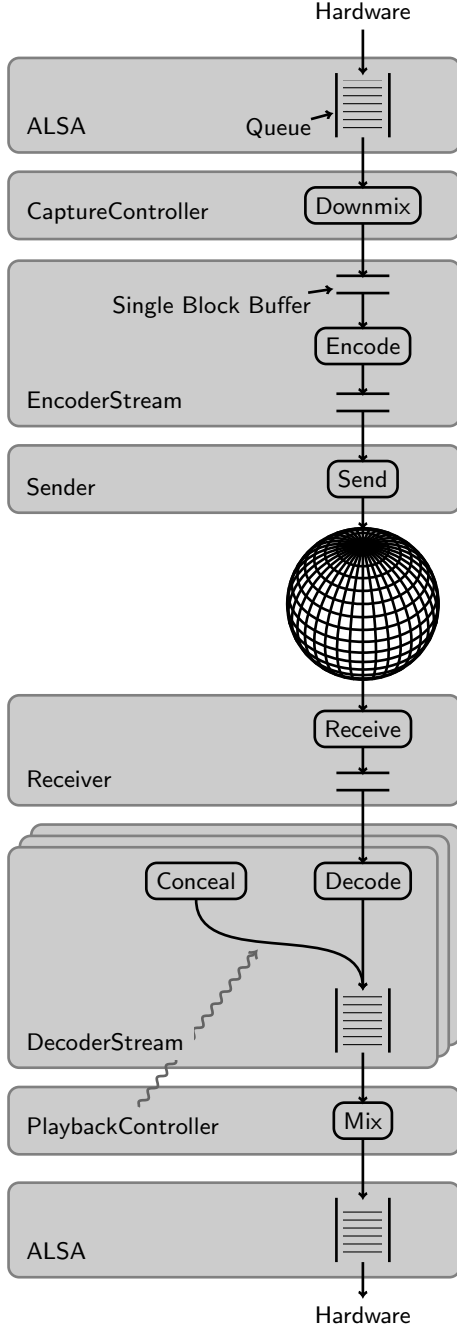 Hardware
Queue
ALSA
Downmix
CaptureController
Single Block Buffer
Encode
EncoderStream
Send
Sender
Receive
Receiver
Conceal
Decode
DecoderStream
Mix
PlaybackController
ALSA
Hardware